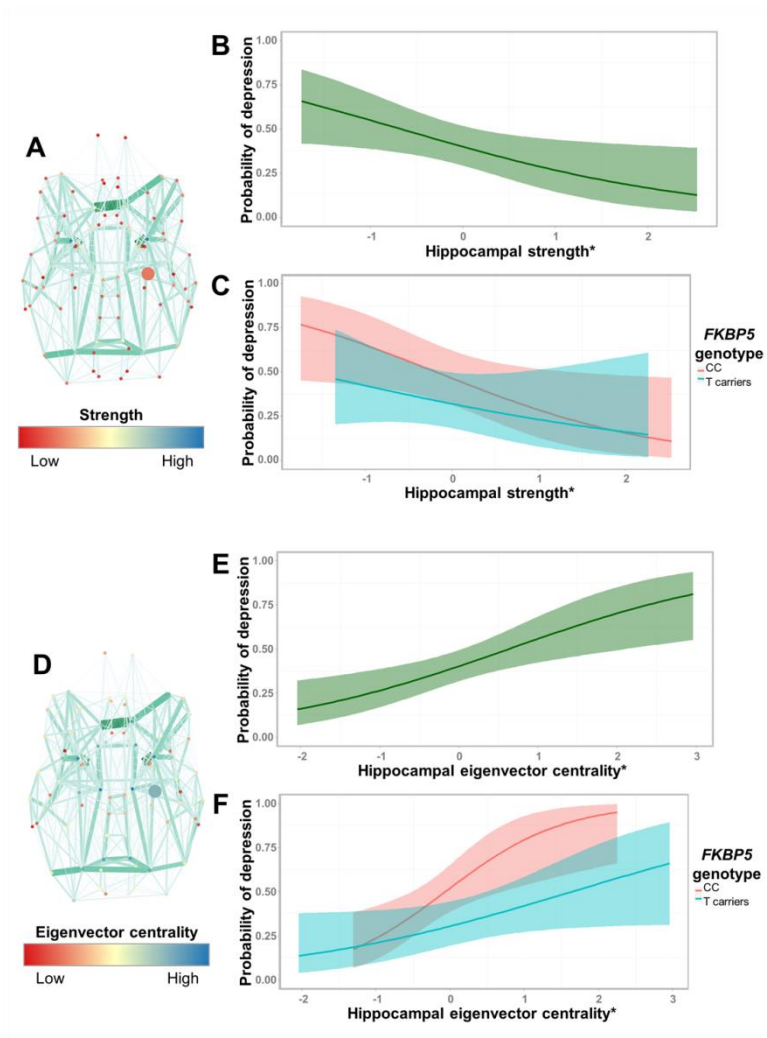 A
Strength
Low High
B
Probability of depression
1.00
0.75
0.50
0.25
0.00
-1 0 1 2
Hippocampal strength*
C
Probability of depression
1.00
0.75
0.50
0.25
0.00
-1 0 1 2
Hippocampal strength*
FKBP5
genotype
CC
T carriers
D
Eigenvector centrality
Low High
E
Probability of depression
1.00
0.75
0.50
0.25
0.00
-2 -1 0 1 2 3
Hippocampal eigenvector centrality*
F
Probability of depression
1.00
0.75
0.50
0.25
0.00
-2 -1 0 1 2 3
Hippocampal eigenvector centrality*
FKBP5
genotype
CC
T carriers